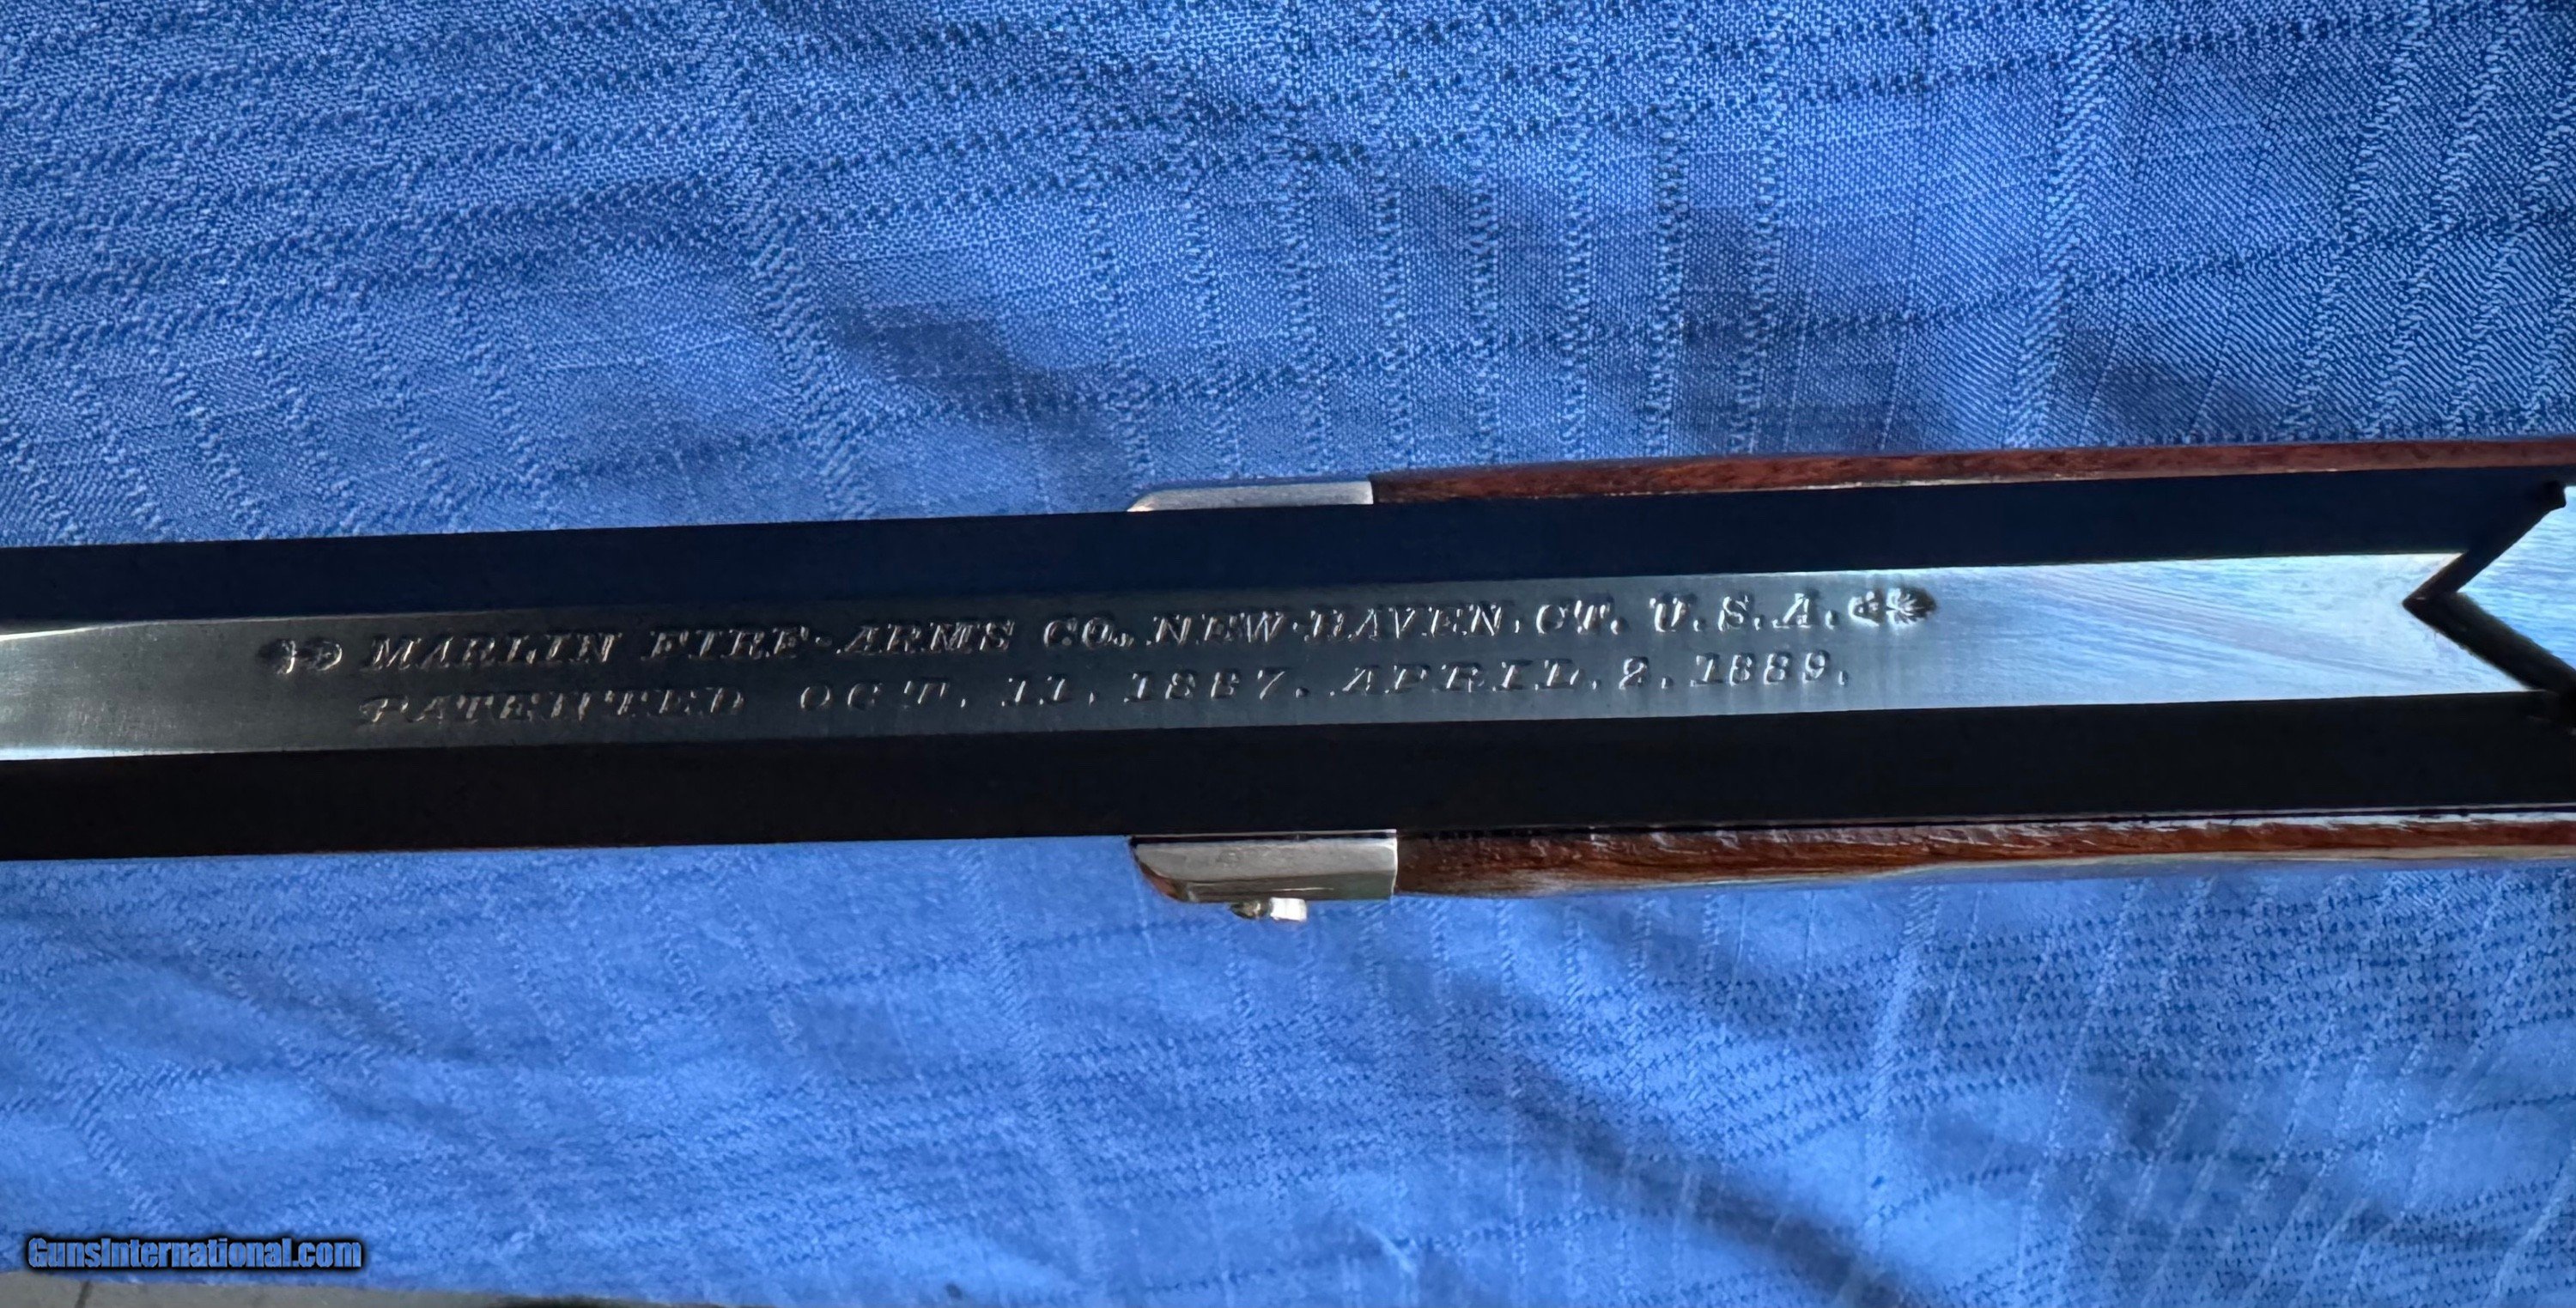 MARLIN FIRE-ARMS CO. NEW-HAVEN, CT. U.S.A.
PATENTED OCT. 11. 1887. APRIL. 2. 1889.
GunsInternational.com